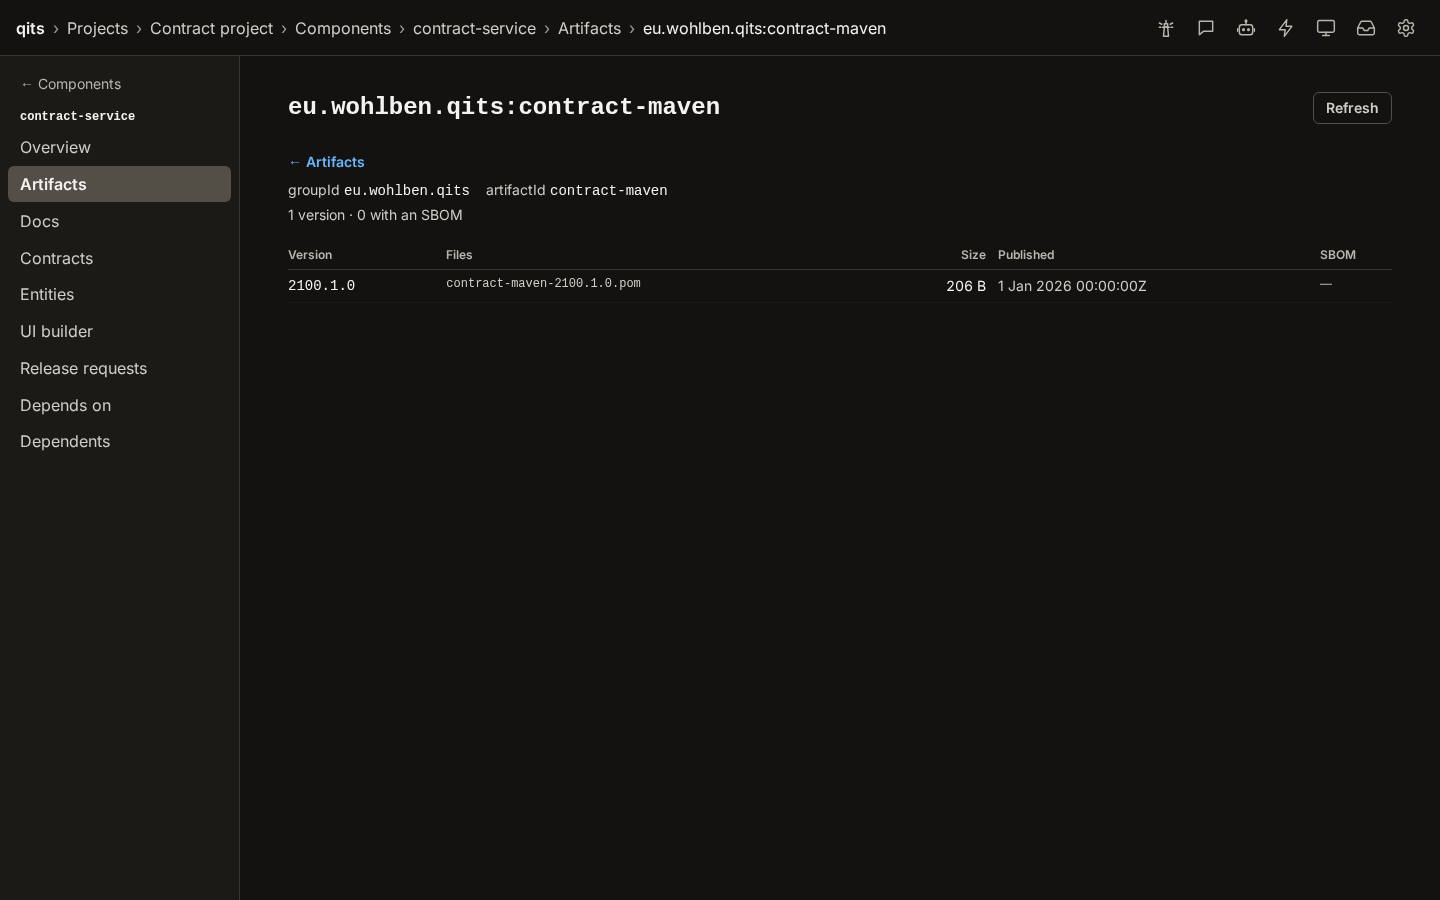 qits › Projects › Contract project › Components › contract-service › Artifacts › eu.wohlben.qits:contract-maven
← Components
contract-service
Overview
Artifacts
Docs
Contracts
Entities
UI builder
Release requests
Depends on
Dependents
eu.wohlben.qits:contract-maven
Refresh
← Artifacts
groupId eu.wohlben.qits artifactId contract-maven
1 version · 0 with an SBOM
Version Files Size Published SBOM
2100.1.0 contract-maven-2100.1.0.pom 206 B 1 Jan 2026 00:00:00Z —